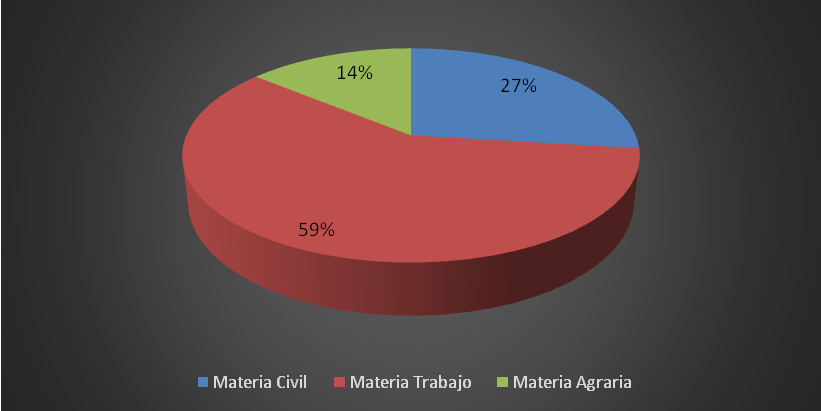 14%
27%
59%
Materia Civil
Materia Trabajo
Materia Agraria